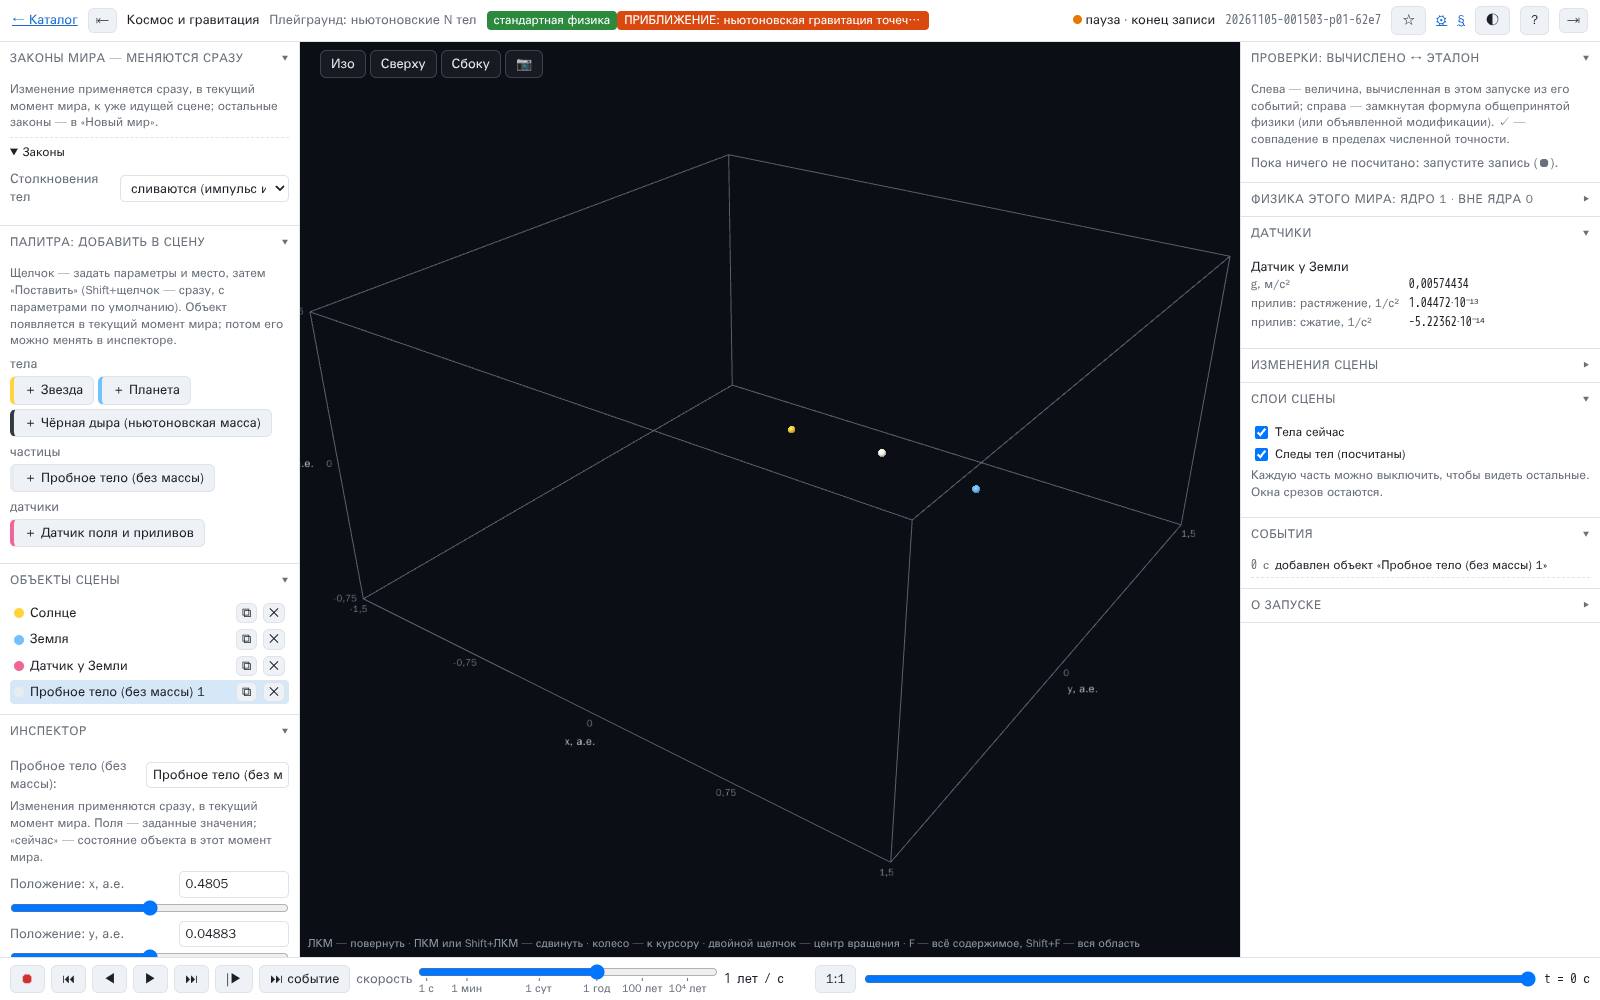 ← Каталог
Космос и гравитация
Плейграунд: ньютоновские N тел
стандартная физика
ПРИБЛИЖЕНИЕ: ньютоновская гравитация точеч…
пауза · конец записи
20261105-001503-p01-62e7
ЗАКОНЫ МИРА — МЕНЯЮТСЯ СРАЗУ
Изменение применяется сразу, в текущий
момент мира, к уже идущей сцене; остальные
законы — в «Новый мир».
▼ Законы
Столкновения
тел
сливаются (импульс и
ПАЛИТРА: ДОБАВИТЬ В СЦЕНУ
Щелчок — задать параметры и место, затем
«Поставить» (Shift+щелчок — сразу, с
параметрами по умолчанию). Объект
появляется в текущий момент мира; потом его
можно менять в инспекторе.
тела
+ Звезда
+ Планета
+ Чёрная дыра (ньютоновская масса)
частицы
+ Пробное тело (без массы)
датчики
+ Датчик поля и приливов
ОБЪЕКТЫ СЦЕНЫ
Солнце
Земля
Датчик у Земли
Пробное тело (без массы) 1
ИНСПЕКТОР
Пробное тело (без
массы):
Пробное тело (без м
Изменения применяются сразу, в текущий
момент мира. Поля — заданные значения;
«сейчас» — состояние объекта в этот момент
мира.
Положение: x, а.е.
0.4805
Положение: y, а.е.
0.04883
Изо
Сверху
Сбоку
а.е.
0
-0,75
-1,5
-0,75
0
x, а.е.
0,75
1,5
0
y, а.е.
1,5
ЛКМ — повернуть · ПКМ или Shift+ЛКМ — сдвинуть · колесо — к курсору · двойной щелчок — центр вращения · F — всё содержимое, Shift+F — вся область
ПРОВЕРКИ: ВЫЧИСЛЕНО ↔ ЭТАЛОН
Слева — величина, вычисленная в этом запуске из его
событий; справа — замкнутая формула общепринятой
физики (или объявленной модификации). ✓ —
совпадение в пределах численной точности.
Пока ничего не посчитано: запустите запись (⏺).
ФИЗИКА ЭТОГО МИРА: ЯДРО 1 · ВНЕ ЯДРА 0
ДАТЧИКИ
Датчик у Земли
g, м/с² 0,00574434
прилив: растяжение, 1/с² 1.04472·10⁻¹³
прилив: сжатие, 1/с² −5.22362·10⁻¹⁴
ИЗМЕНЕНИЯ СЦЕНЫ
СЛОИ СЦЕНЫ
Тела сейчас
Следы тел (посчитаны)
Каждую часть можно выключить, чтобы видеть остальные.
Окна срезов остаются.
СОБЫТИЯ
0 с добавлен объект «Пробное тело (без массы) 1»
О ЗАПУСКЕ
⏭ событие
скорость
1 с
1 мин
1 сут
1 год
100 лет
10⁴ лет
1 лет / с
1:1
t = 0 с